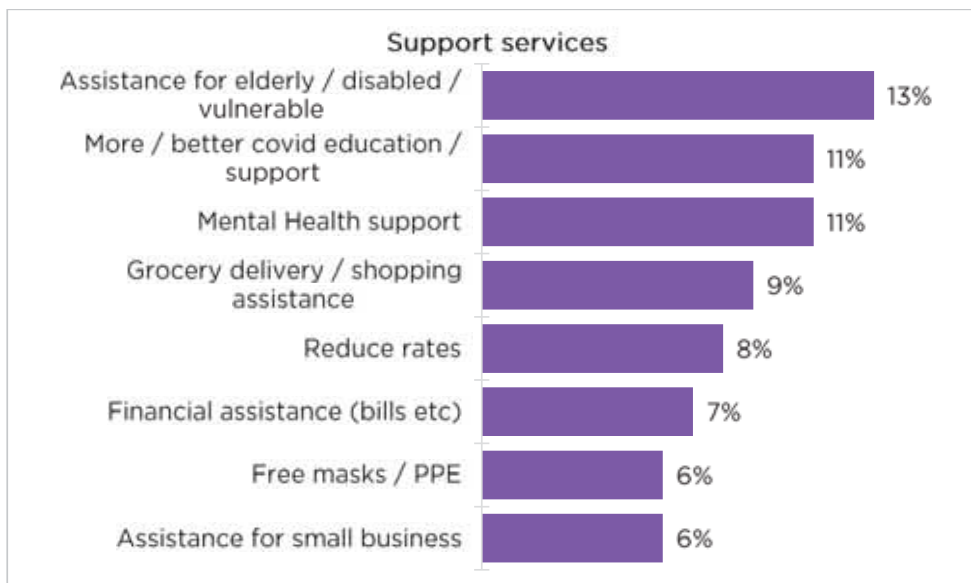 Support services
Assistance for elderly / disabled /
vulnerable
13%
More / better covid education /
support
11%
Mental Health support
11%
Grocery delivery / shopping
assistance
9%
Reduce rates
8%
Financial assistance (bills etc)
7%
Free masks / PPE
6%
Assistance for small business
6%